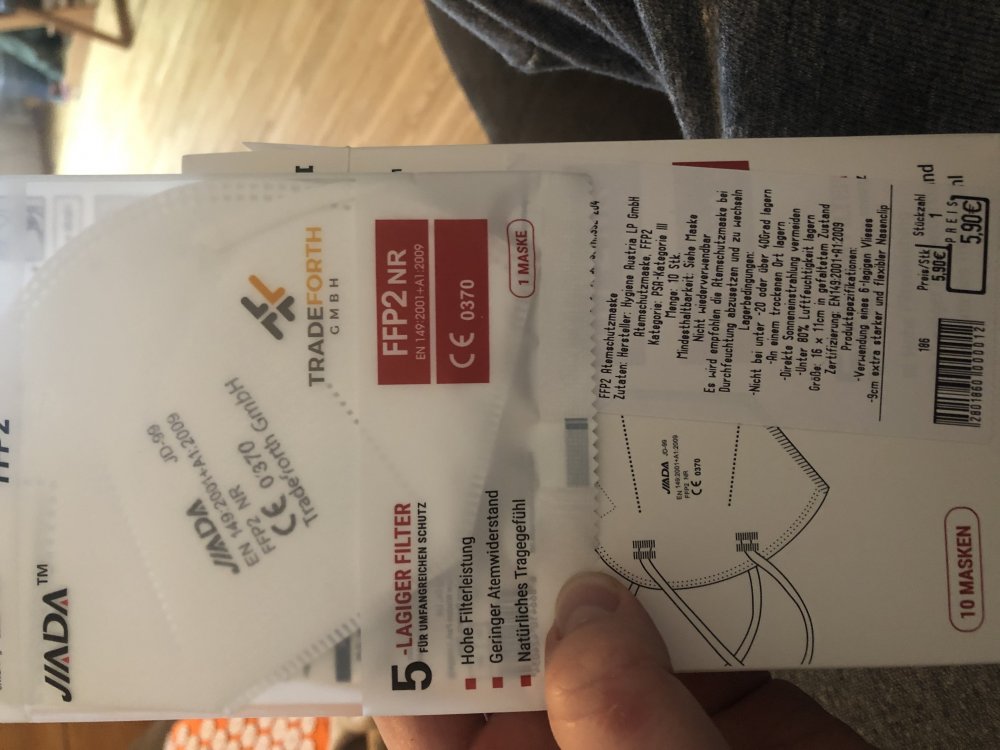 FFP2
JJADA™
JJADA JD-99
EN 149:2001+A1:2009
FFP2 NR
CE 0370
Tradeforth GmbH
TRADEFORTH
GMBH
5-LAGIGER FILTER
FÜR UMFANGREICHEN SCHUTZ
Hohe Filterleistung
Geringer Atemwiderstand
Natürliches Tragegefühl
FFP2 NR
EN 149:2001+A1:2009
CE 0370
1 MASKE
FFP2 Atemschutzmaske
Zutaten: Hersteller: Hygiene Austria LP GmbH
Atemschutzmaske, FFP2
Kategorie: PSA-Kategorie III
Menge: 10 Stk
Mindesthaltbarkeit: siehe Maske
Nicht wiederverwendbar
Es wird empfohlen die Atemschutzmaske bei
Durchfeuchtung abzusetzen und zu wechseln
Lagerbedingungen:
-Nicht bei unter -20 oder über 40Grad lagern
-An einem trockenen Ort lagern
-Direkte Sonneneinstrahlung vermeiden
-Unter 80% Luftfeuchtigkeit lagern
Größe: 16 x 11cm in gefaltetem Zustand
Zertifizierung: EN149:2001+A1:2009
Produktspezifikationen:
-Verwendung eines 6-lagigen Vlieses
-9cm extra starker und flexibler Nasenclip
186
Preis/Stk
5,90€
Stückzahl
1
PREIS
5,90€
280186000000012
JJADA JD-99
EN 149:2001+A1:2009
FFP2 NR
CE 0370
10 MASKEN